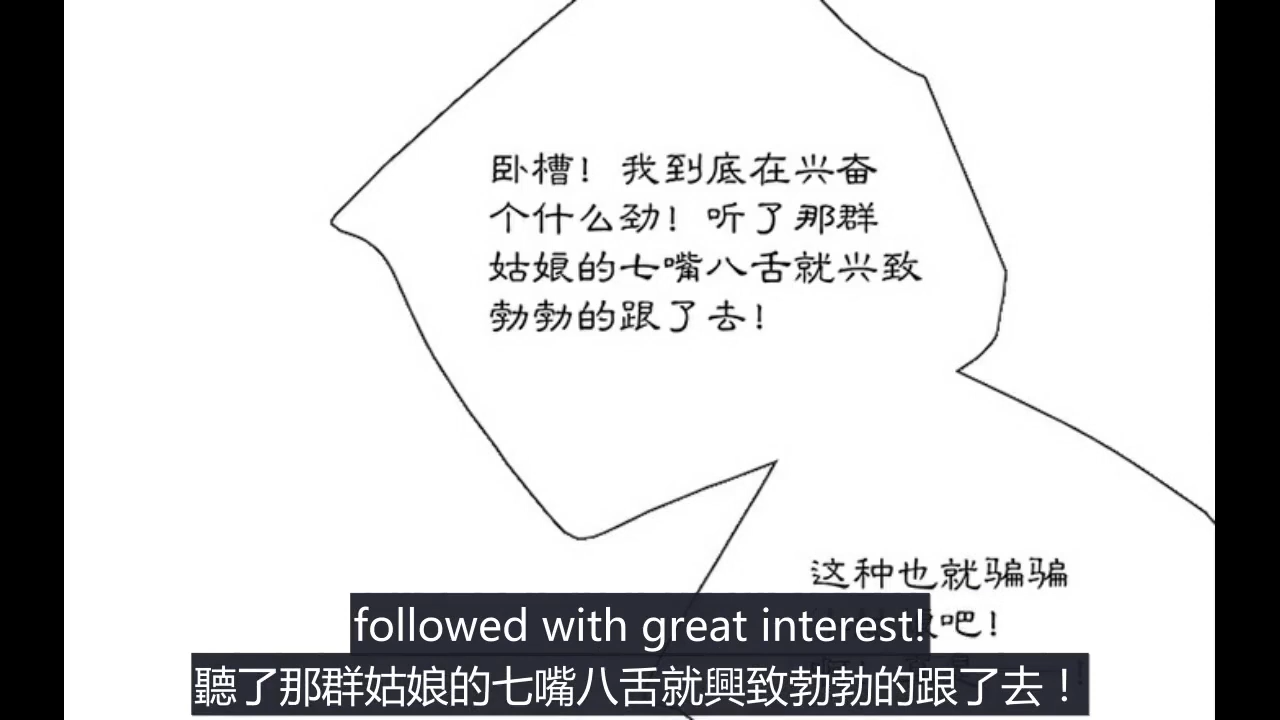 卧槽！我到底在兴奋
个什么劲！听了那群
姑娘的七嘴八舌就兴致
勃勃的跟了去！
这种也就骗骗
吧！
followed with great interest!
聽了那群姑娘的七嘴八舌就興致勃勃的跟了去！